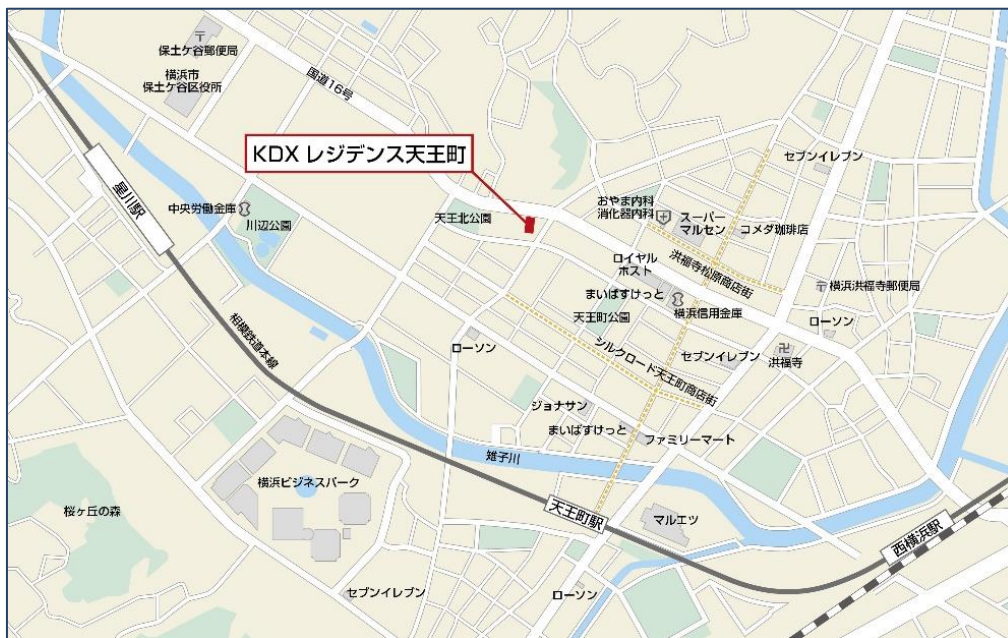 保土ケ谷郵便局
横浜市
保土ケ谷区役所
国道16号
KDX レジデンス天王町
星川駅
中央労働金庫
川辺公園
天王北公園
おやま内科
消化器内科
スーパー
マルセン
セブンイレブン
コメダ珈琲店
洪福寺松原商店街
ロイヤル
ホスト
まいばすけっと
横浜信用金庫
天王町公園
横浜洪福寺郵便局
ローソン
洪福寺
セブンイレブン
シルクロード天王町商店街
ローソン
相模鉄道本線
ジョナサン
まいばすけっと
ファミリーマート
帷子川
横浜ビジネスパーク
桜ヶ丘の森
天王町駅
マルエツ
西横浜駅
セブンイレブン
ローソン